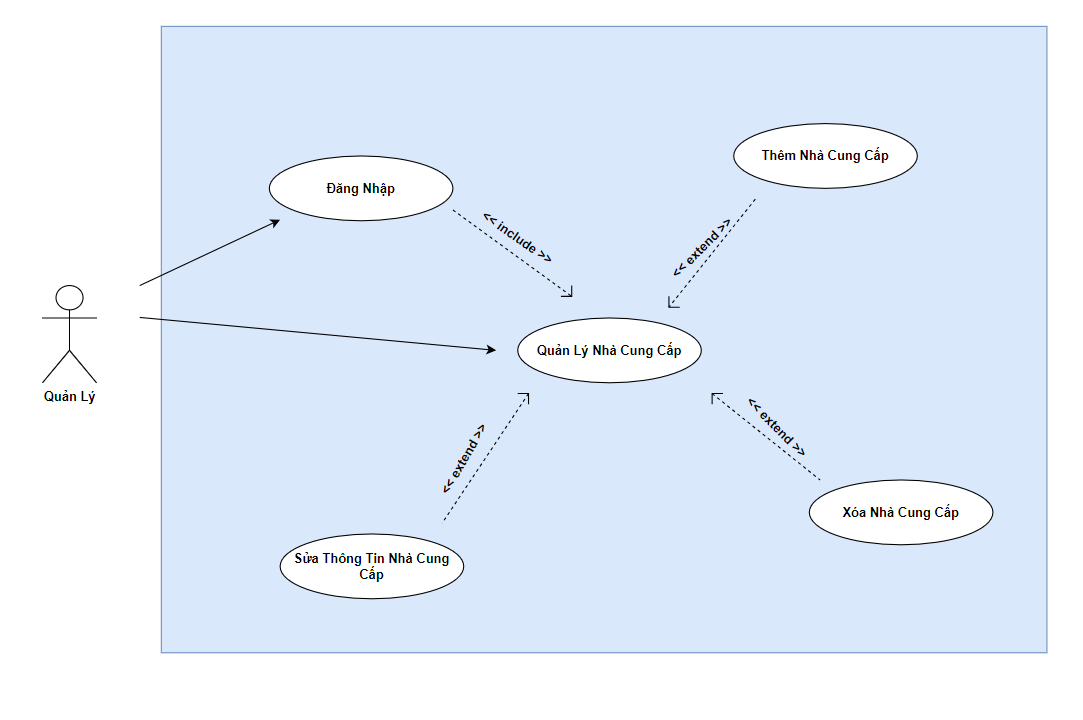 Thêm Nhà Cung Cấp
Đăng Nhập
<< include >>
<< extend >>
Quản Lý Nhà Cung Cấp
Quản Lý
<< extend >>
<< extend >>
Xóa Nhà Cung Cấp
Sửa Thông Tin Nhà Cung
Cấp